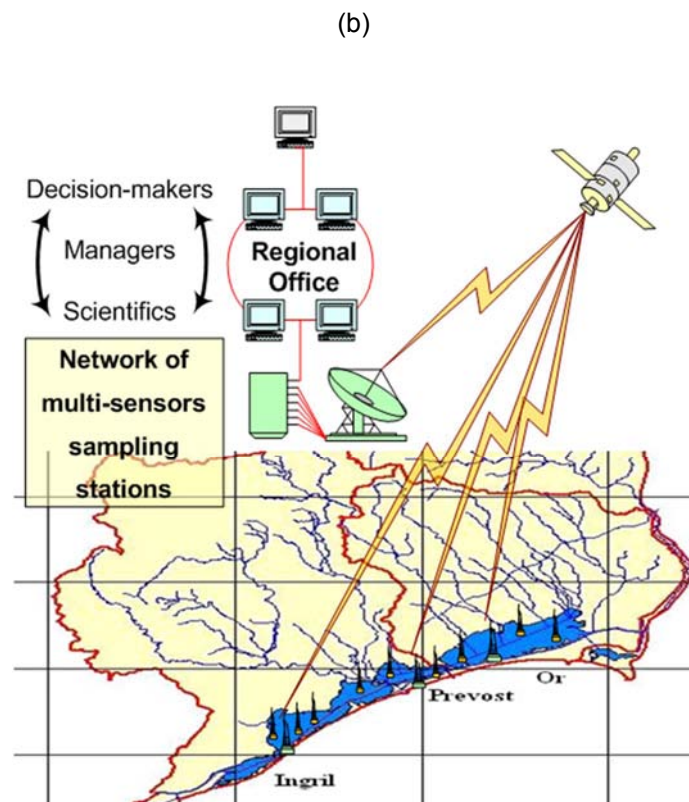 (b)
Decision-makers
Managers
Scientifics
Regional
Office
Network of
multi-sensors
sampling
stations
Or
Prevost
Ingril